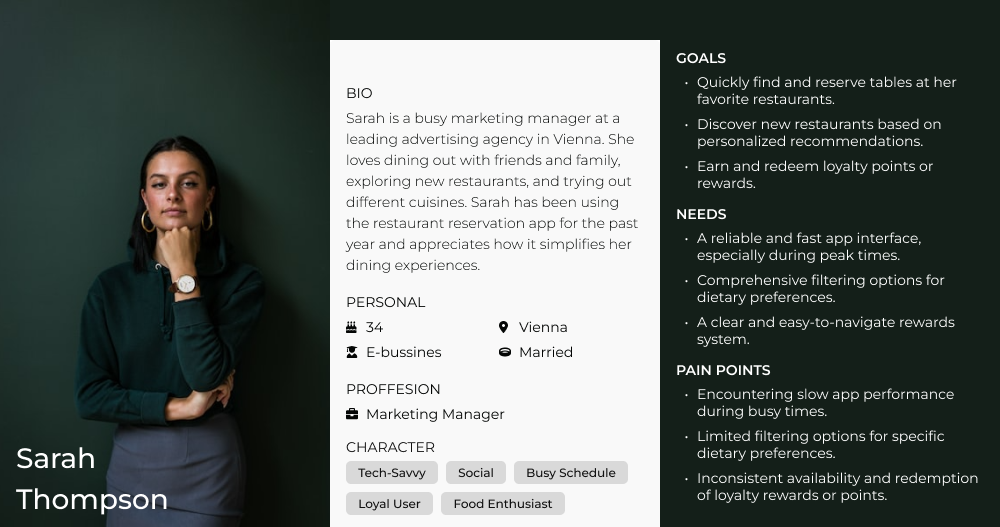 Sarah
Thompson
BIO
Sarah is a busy marketing manager at a
leading advertising agency in Vienna. She
loves dining out with friends and family,
exploring new restaurants, and trying out
different cuisines. Sarah has been using
the restaurant reservation app for the past
year and appreciates how it simplifies her
dining experiences.
PERSONAL
34
Vienna
E-bussines
Married
PROFFESION
Marketing Manager
CHARACTER
Tech-Savvy
Social
Busy Schedule
Loyal User
Food Enthusiast
GOALS
• Quickly find and reserve tables at her
favorite restaurants.
• Discover new restaurants based on
personalized recommendations.
• Earn and redeem loyalty points or
rewards.
NEEDS
• A reliable and fast app interface,
especially during peak times.
• Comprehensive filtering options for
dietary preferences.
• A clear and easy-to-navigate rewards
system.
PAIN POINTS
• Encountering slow app performance
during busy times.
• Limited filtering options for specific
dietary preferences.
• Inconsistent availability and redemption
of loyalty rewards or points.